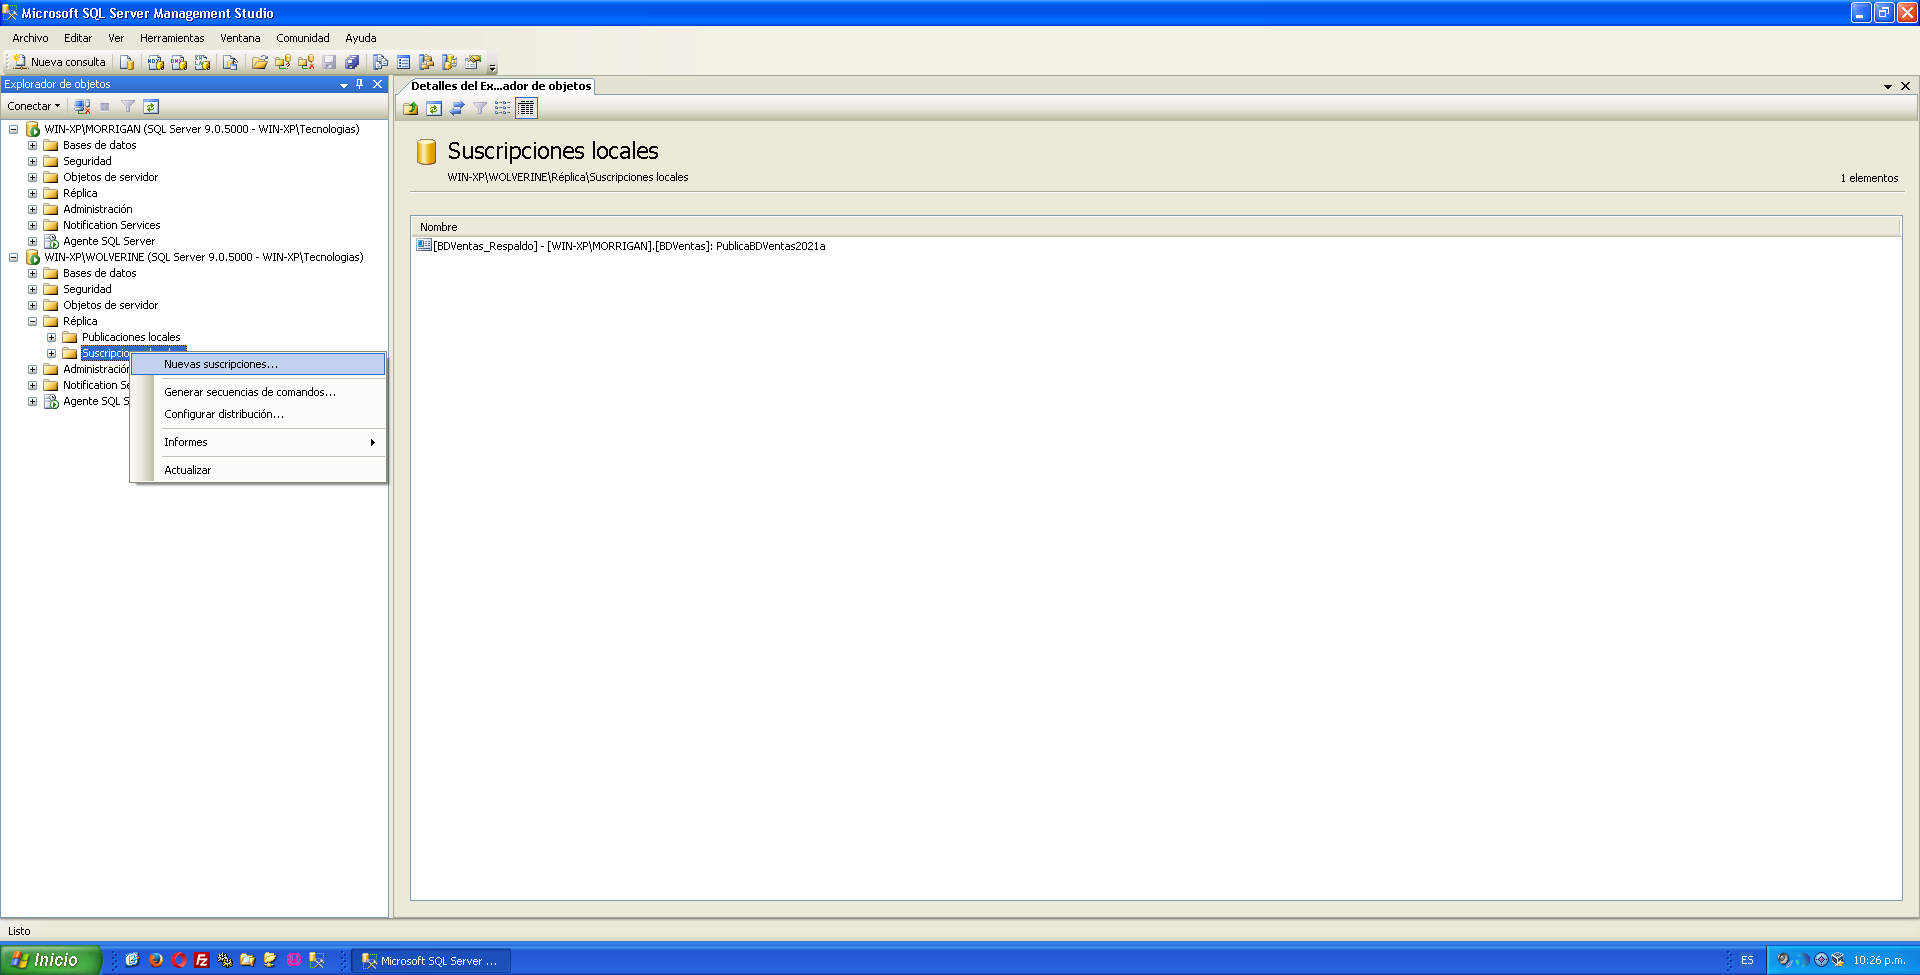 Microsoft SQL Server Management Studio
Archivo Editar Ver Herramientas Ventana Comunidad Ayuda
Nueva consulta
Explorador de objetos
Conectar
WIN-XP\MORRIGAN (SQL Server 9.0.5000 - WIN-XP\Tecnologias)
Bases de datos
Seguridad
Objetos de servidor
Réplica
Administración
Notification Services
Agente SQL Server
WIN-XP\WOLVERINE (SQL Server 9.0.5000 - WIN-XP\Tecnologias)
Bases de datos
Seguridad
Objetos de servidor
Réplica
Publicaciones locales
Suscripcio
Administración
Notification Se
Agente SQL S
Nuevas suscripciones...
Generar secuencias de comandos...
Configurar distribución...
Informes
Actualizar
Detalles del Ex...ador de objetos
Suscripciones locales
WIN-XP\WOLVERINE\Réplica\Suscripciones locales
1 elementos
Nombre
[BDVentas_Respaldo] - [WIN-XP\MORRIGAN].[BDVentas]: PublicaBDVentas2021a
Listo
Inicio
Microsoft SQL Server ...
ES
10:26 p.m.